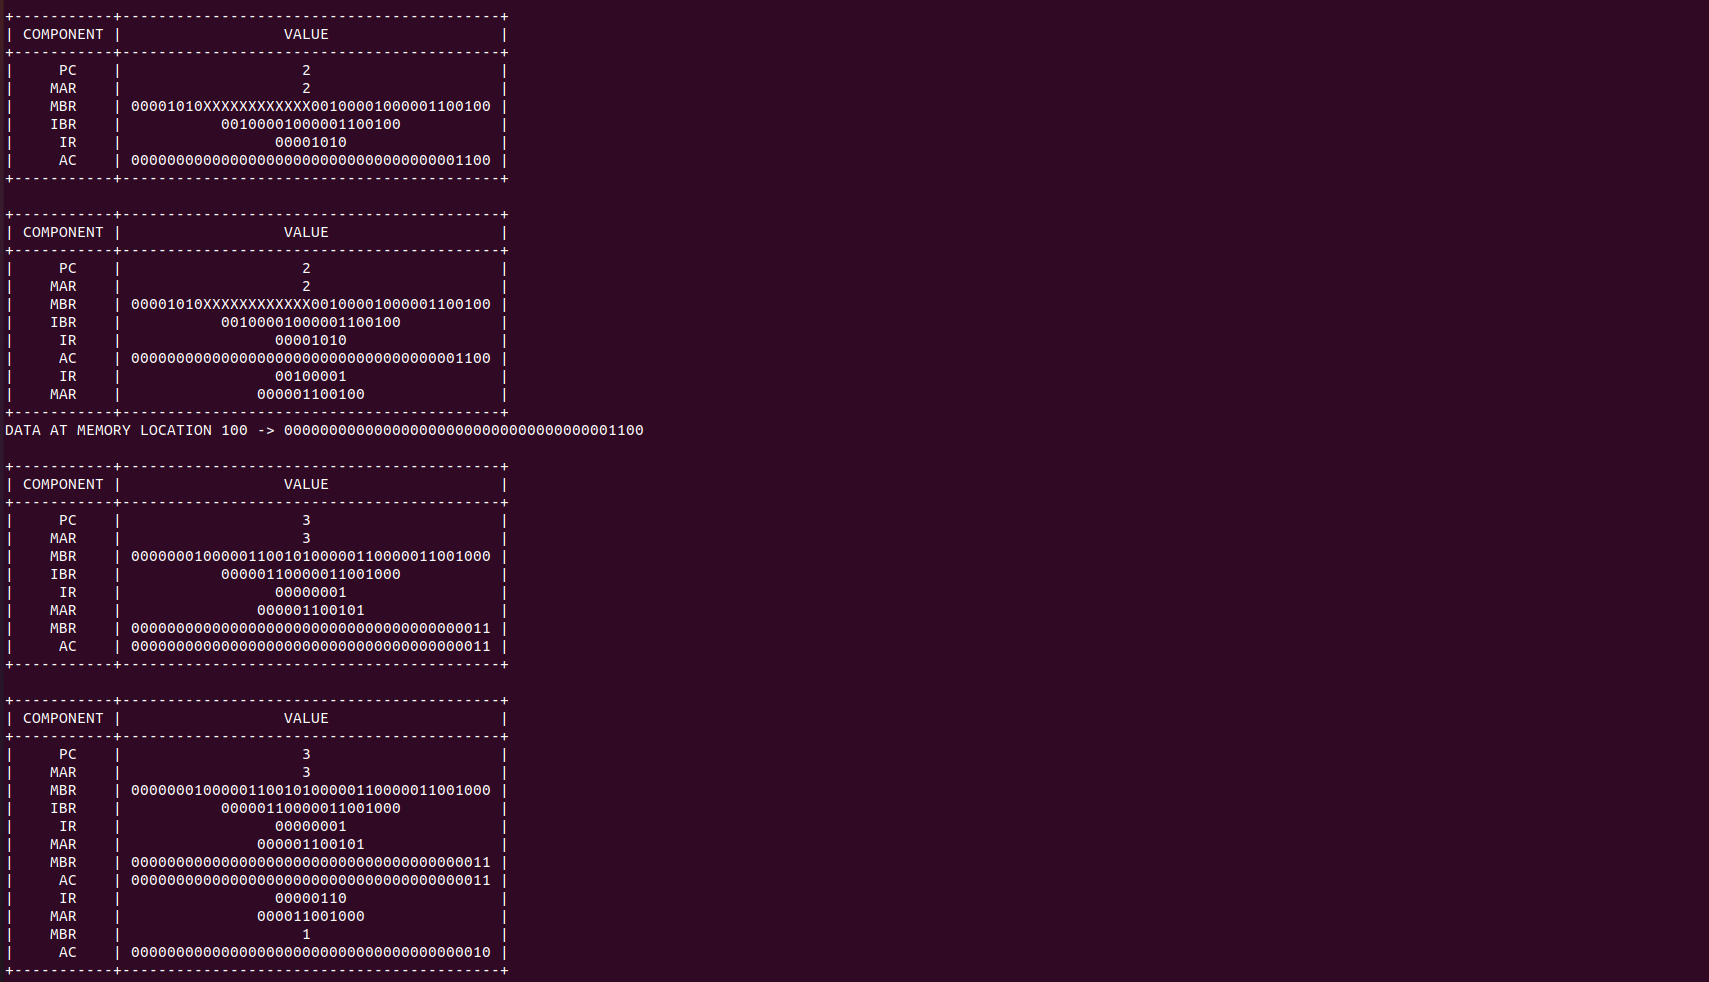 +-----------+------------------------------------------+
| COMPONENT |                  VALUE                   |
+-----------+------------------------------------------+
|     PC    |                    2                     |
|    MAR    |                    2                     |
|    MBR    | 00001010XXXXXXXXXXXX00100001000001100100 |
|    IBR    |           00100001000001100100           |
|     IR    |                 00001010                 |
|     AC    | 0000000000000000000000000000000000001100 |
+-----------+------------------------------------------+
+-----------+------------------------------------------+
| COMPONENT |                  VALUE                   |
+-----------+------------------------------------------+
|     PC    |                    2                     |
|    MAR    |                    2                     |
|    MBR    | 00001010XXXXXXXXXXXX00100001000001100100 |
|    IBR    |           00100001000001100100           |
|     IR    |                 00001010                 |
|     AC    | 0000000000000000000000000000000000001100 |
|     IR    |                 00100001                 |
|    MAR    |               000001100100               |
+-----------+------------------------------------------+
DATA AT MEMORY LOCATION 100 -> 0000000000000000000000000000000000001100
+-----------+------------------------------------------+
| COMPONENT |                  VALUE                   |
+-----------+------------------------------------------+
|     PC    |                    3                     |
|    MAR    |                    3                     |
|    MBR    | 0000000100000110010100000110000011001000 |
|    IBR    |           00000110000011001000           |
|     IR    |                 00000001                 |
|    MAR    |               000001100101               |
|    MBR    | 0000000000000000000000000000000000000011 |
|     AC    | 0000000000000000000000000000000000000011 |
+-----------+------------------------------------------+
+-----------+------------------------------------------+
| COMPONENT |                  VALUE                   |
+-----------+------------------------------------------+
|     PC    |                    3                     |
|    MAR    |                    3                     |
|    MBR    | 0000000100000110010100000110000011001000 |
|    IBR    |           00000110000011001000           |
|     IR    |                 00000001                 |
|    MAR    |               000001100101               |
|    MBR    | 0000000000000000000000000000000000000011 |
|     AC    | 0000000000000000000000000000000000000011 |
|     IR    |                 00000110                 |
|    MAR    |               000011001000               |
|    MBR    |                    1                     |
|     AC    | 0000000000000000000000000000000000000010 |
+-----------+------------------------------------------+